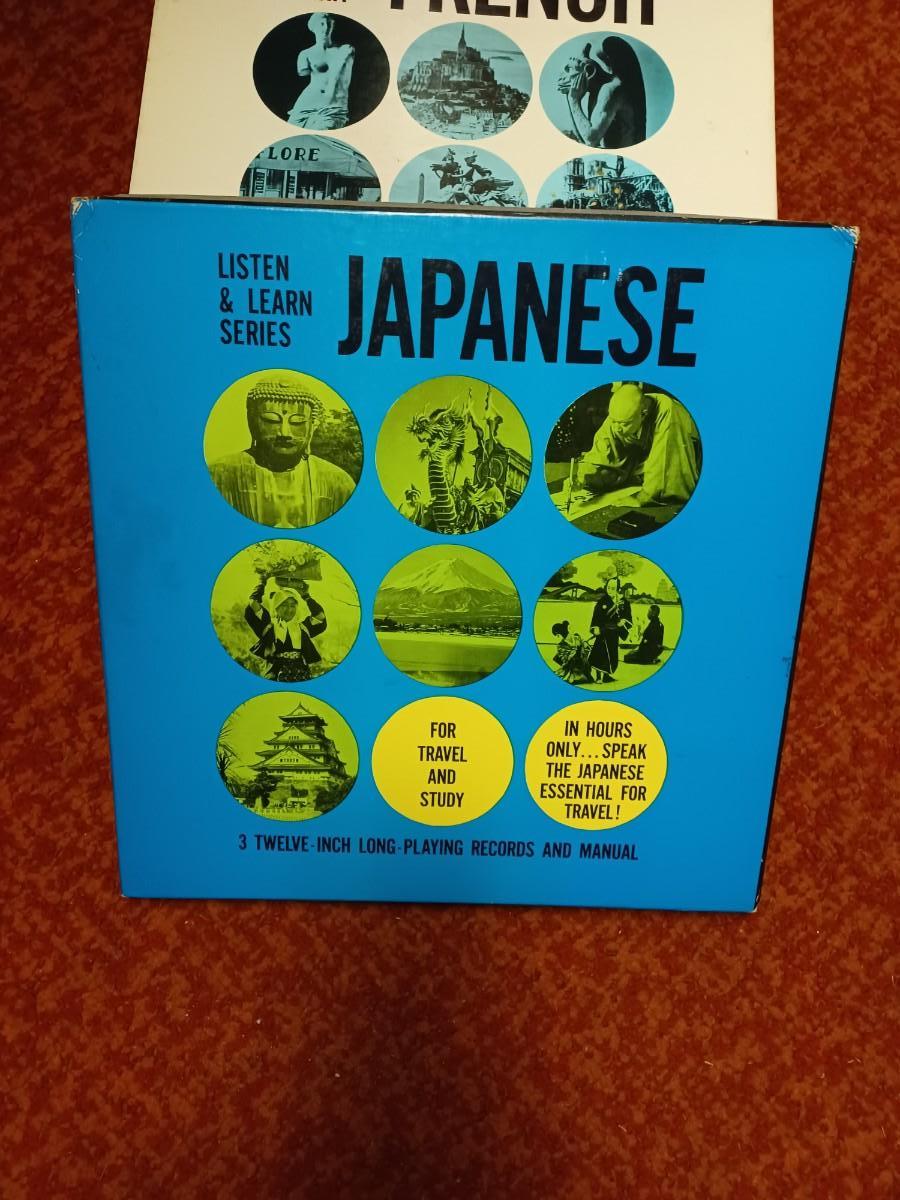 FRENCH
LORE
LISTEN
& LEARN
SERIES
JAPANESE
FOR
TRAVEL
AND
STUDY
IN HOURS
ONLY...SPEAK
THE JAPANESE
ESSENTIAL FOR
TRAVEL!
3 TWELVE-INCH LONG-PLAYING RECORDS AND MANUAL